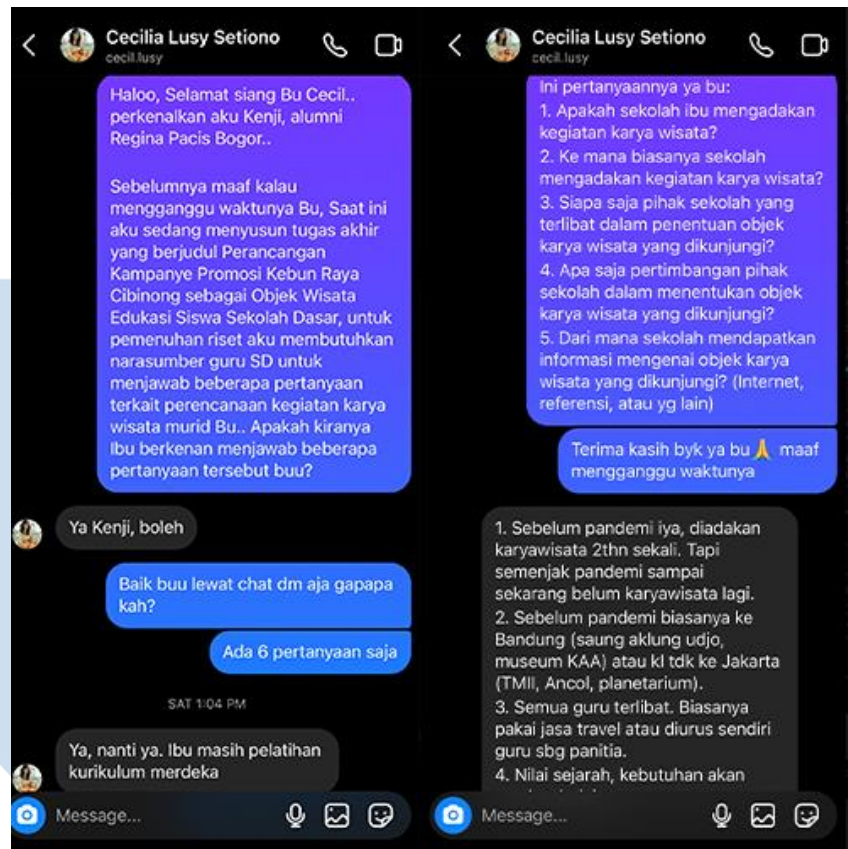 Cecilia Lusy Setiono
cecil.lusy
Haloo, Selamat siang Bu Cecil..
perkenalkan aku Kenji, alumni
Regina Pacis Bogor..
Sebelumnya maaf kalau
mengganggu waktunya Bu, Saat ini
aku sedang menyusun tugas akhir
yang berjudul Perancangan
Kampanye Promosi Kebun Raya
Cibinong sebagai Objek Wisata
Edukasi Siswa Sekolah Dasar, untuk
pemenuhan riset aku membutuhkan
narasumber guru SD untuk
menjawab beberapa pertanyaan
terkait perencanaan kegiatan karya
wisata murid Bu.. Apakah kiranya
Ibu berkenan menjawab beberapa
pertanyaan tersebut buu?
Ya Kenji, boleh
Baik buu lewat chat dm aja gapapa
kah?
Ada 6 pertanyaan saja
SAT 1:04 PM
Ya, nanti ya. Ibu masih pelatihan
kurikulum merdeka
Message...
Cecilia Lusy Setiono
cecil.lusy
Ini pertanyaannya ya bu:
1. Apakah sekolah ibu mengadakan
kegiatan karya wisata?
2. Ke mana biasanya sekolah
mengadakan kegiatan karya wisata?
3. Siapa saja pihak sekolah yang
terlibat dalam penentuan objek
karya wisata yang dikunjungi?
4. Apa saja pertimbangan pihak
sekolah dalam menentukan objek
karya wisata yang dikunjungi?
5. Dari mana sekolah mendapatkan
informasi mengenai objek karya
wisata yang dikunjungi? (Internet,
referensi, atau yg lain)
Terima kasih byk ya bu🙏 maaf
mengganggu waktunya
1. Sebelum pandemi iya, diadakan
karyawisata 2thn sekali. Tapi
semenjak pandemi sampai
sekarang belum karyawisata lagi.
2. Sebelum pandemi biasanya ke
Bandung (saung aklung udjo,
museum KAA) atau kl tdk ke Jakarta
(TMII, Ancol, planetarium).
3. Semua guru terlibat. Biasanya
pakai jasa travel atau diurus sendiri
guru sbg panitia.
4. Nilai sejarah, kebutuhan akan
Message...